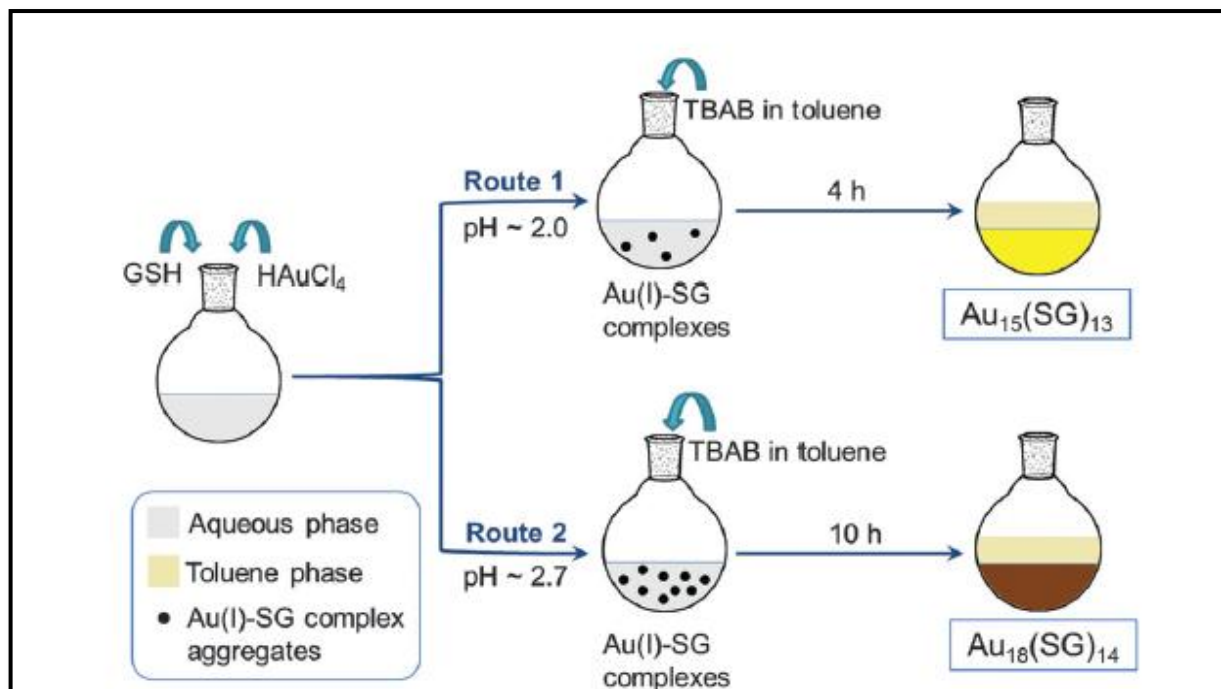 TBAB in toluene
Route 1
pH ~ 2.0
4 h
GSH HAuCl₄
Au(I)-SG
complexes
Au₁₅(SG)₁₃
TBAB in toluene
Route 2
pH ~ 2.7
10 h
Au(I)-SG
complexes
Au₁₈(SG)₁₄
Aqueous phase
Toluene phase
Au(I)-SG complex
aggregates